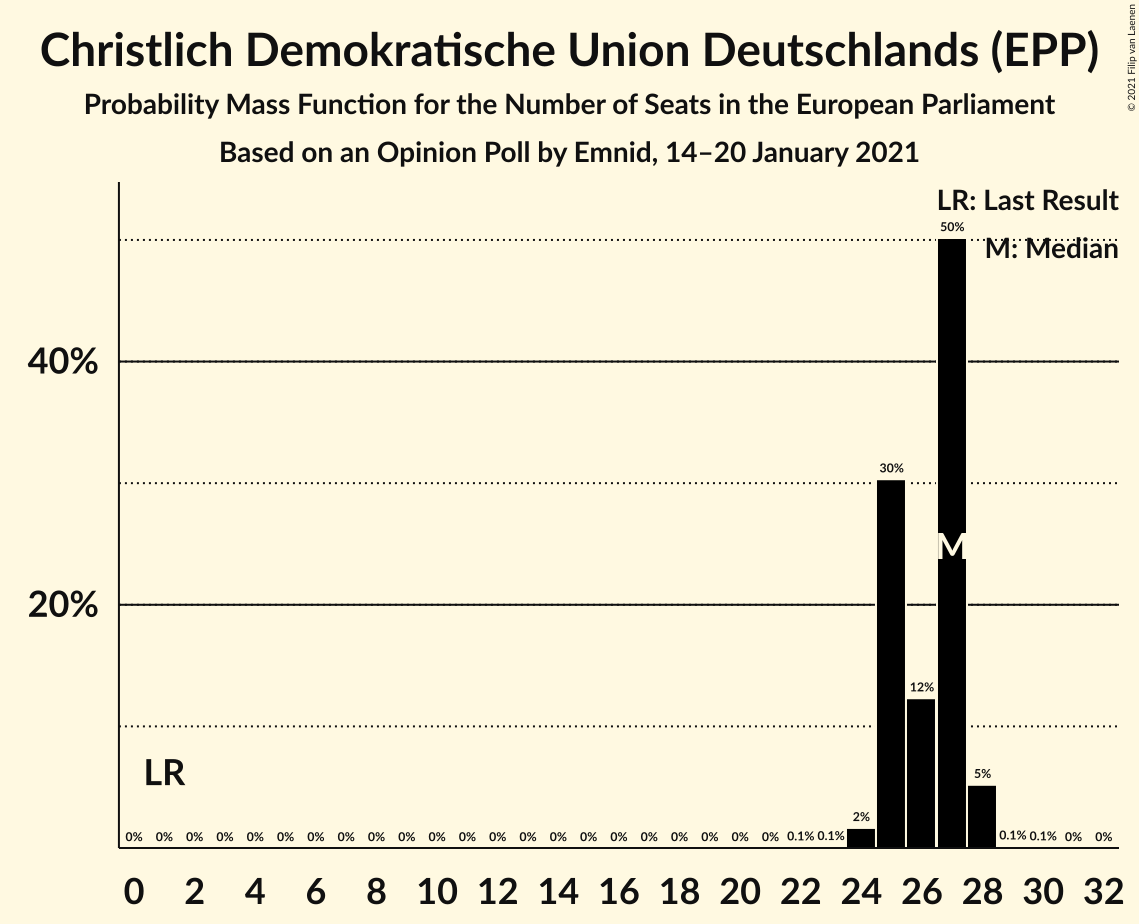 Christlich Demokratische Union Deutschlands (EPP)
Probability Mass Function for the Number of Seats in the European Parliament
Based on an Opinion Poll by Emnid, 14–20 January 2021
© 2021 Filip van Laenen
LR: Last Result
M: Median
50%
40%
30%
M
20%
12%
LR
5%
2%
0% 0% 0% 0% 0% 0% 0% 0% 0% 0% 0% 0% 0% 0% 0% 0% 0% 0% 0% 0% 0% 0% 0.1% 0.1% 0.1% 0.1% 0% 0%
0 2 4 6 8 10 12 14 16 18 20 22 24 26 28 30 32